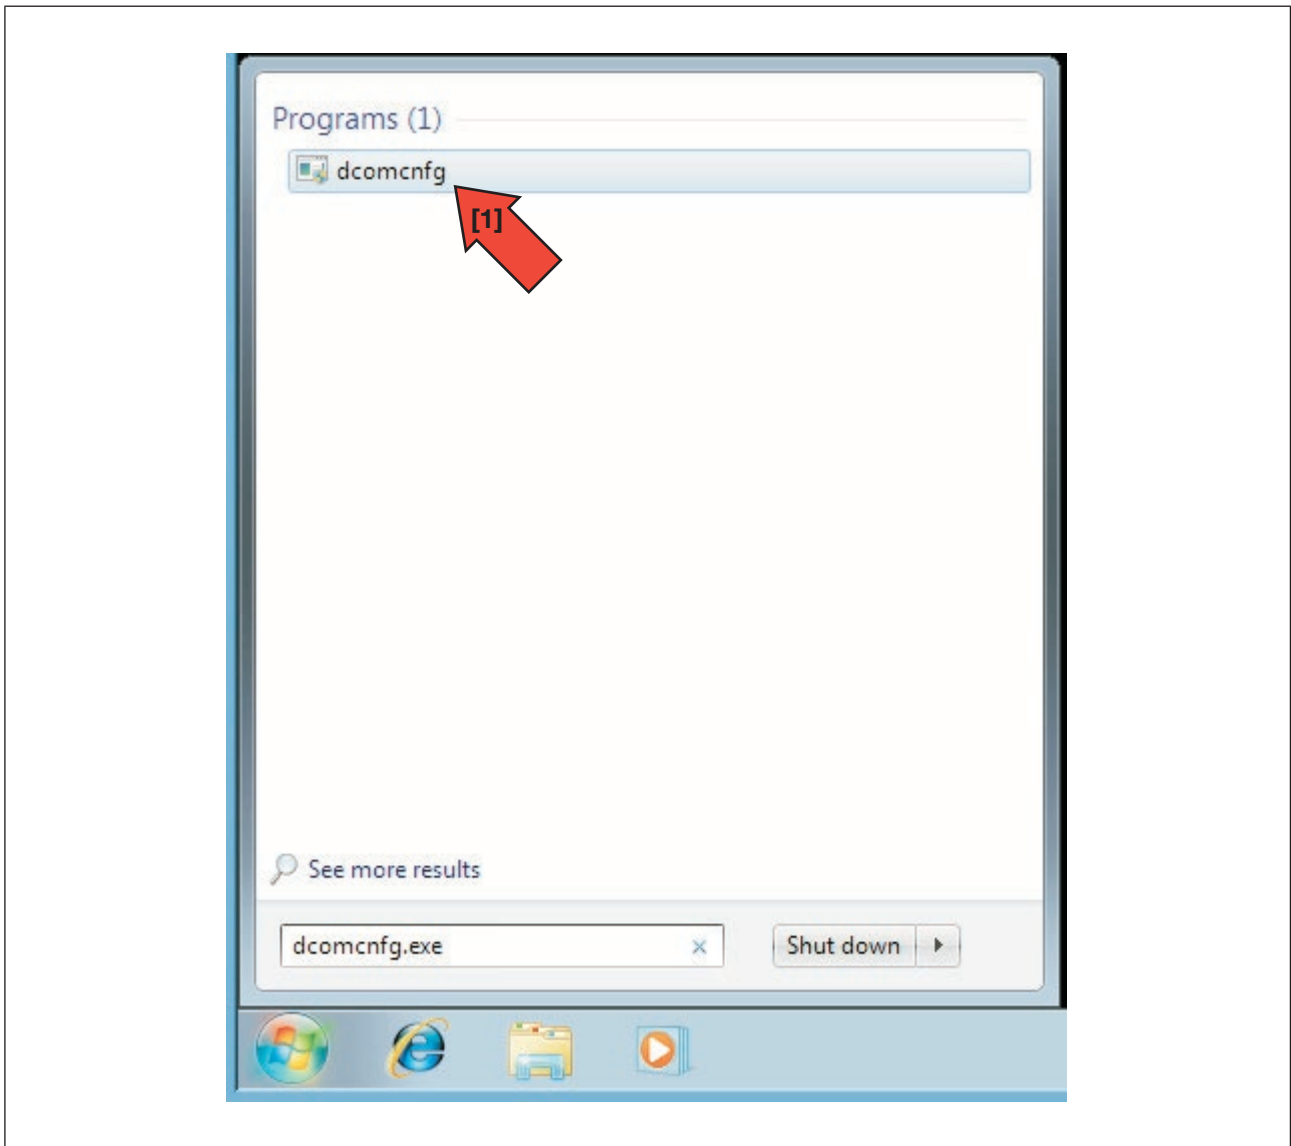 Programs (1)
dcomcnfg
[1]
See more results
dcomcnfg.exe
Shut down